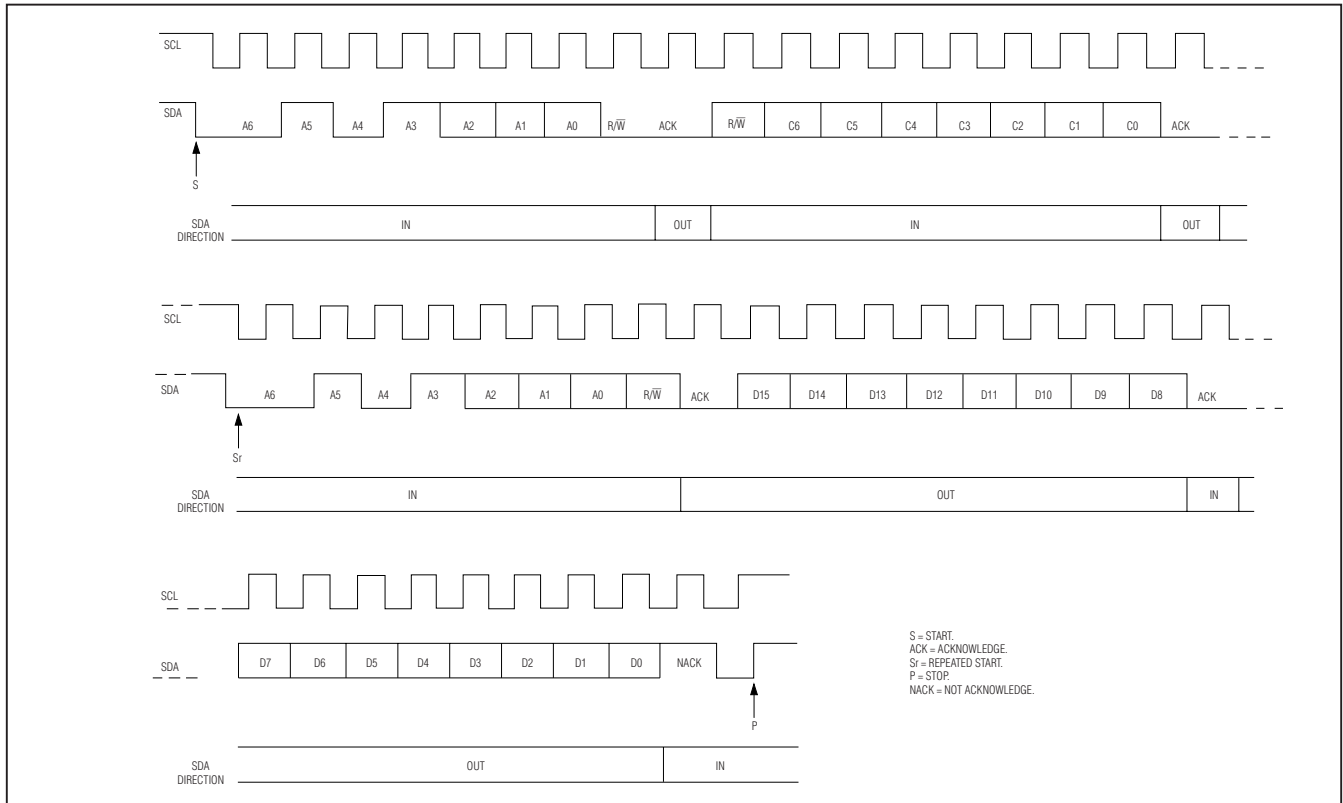 SCL
SDA
A6 A5 A4 A3 A2 A1 A0 R/W̅ ACK R/W̅ C6 C5 C4 C3 C2 C1 C0 ACK
S
SDA
DIRECTION
IN OUT IN OUT
SCL
SDA
A6 A5 A4 A3 A2 A1 A0 R/W̅ ACK D15 D14 D13 D12 D11 D10 D9 D8 ACK
Sr
SDA
DIRECTION
IN OUT IN
SCL
SDA
D7 D6 D5 D4 D3 D2 D1 D0 NACK
P
S = START.
ACK = ACKNOWLEDGE.
Sr = REPEATED START.
P = STOP.
NACK = NOT ACKNOWLEDGE.
SDA
DIRECTION
OUT IN